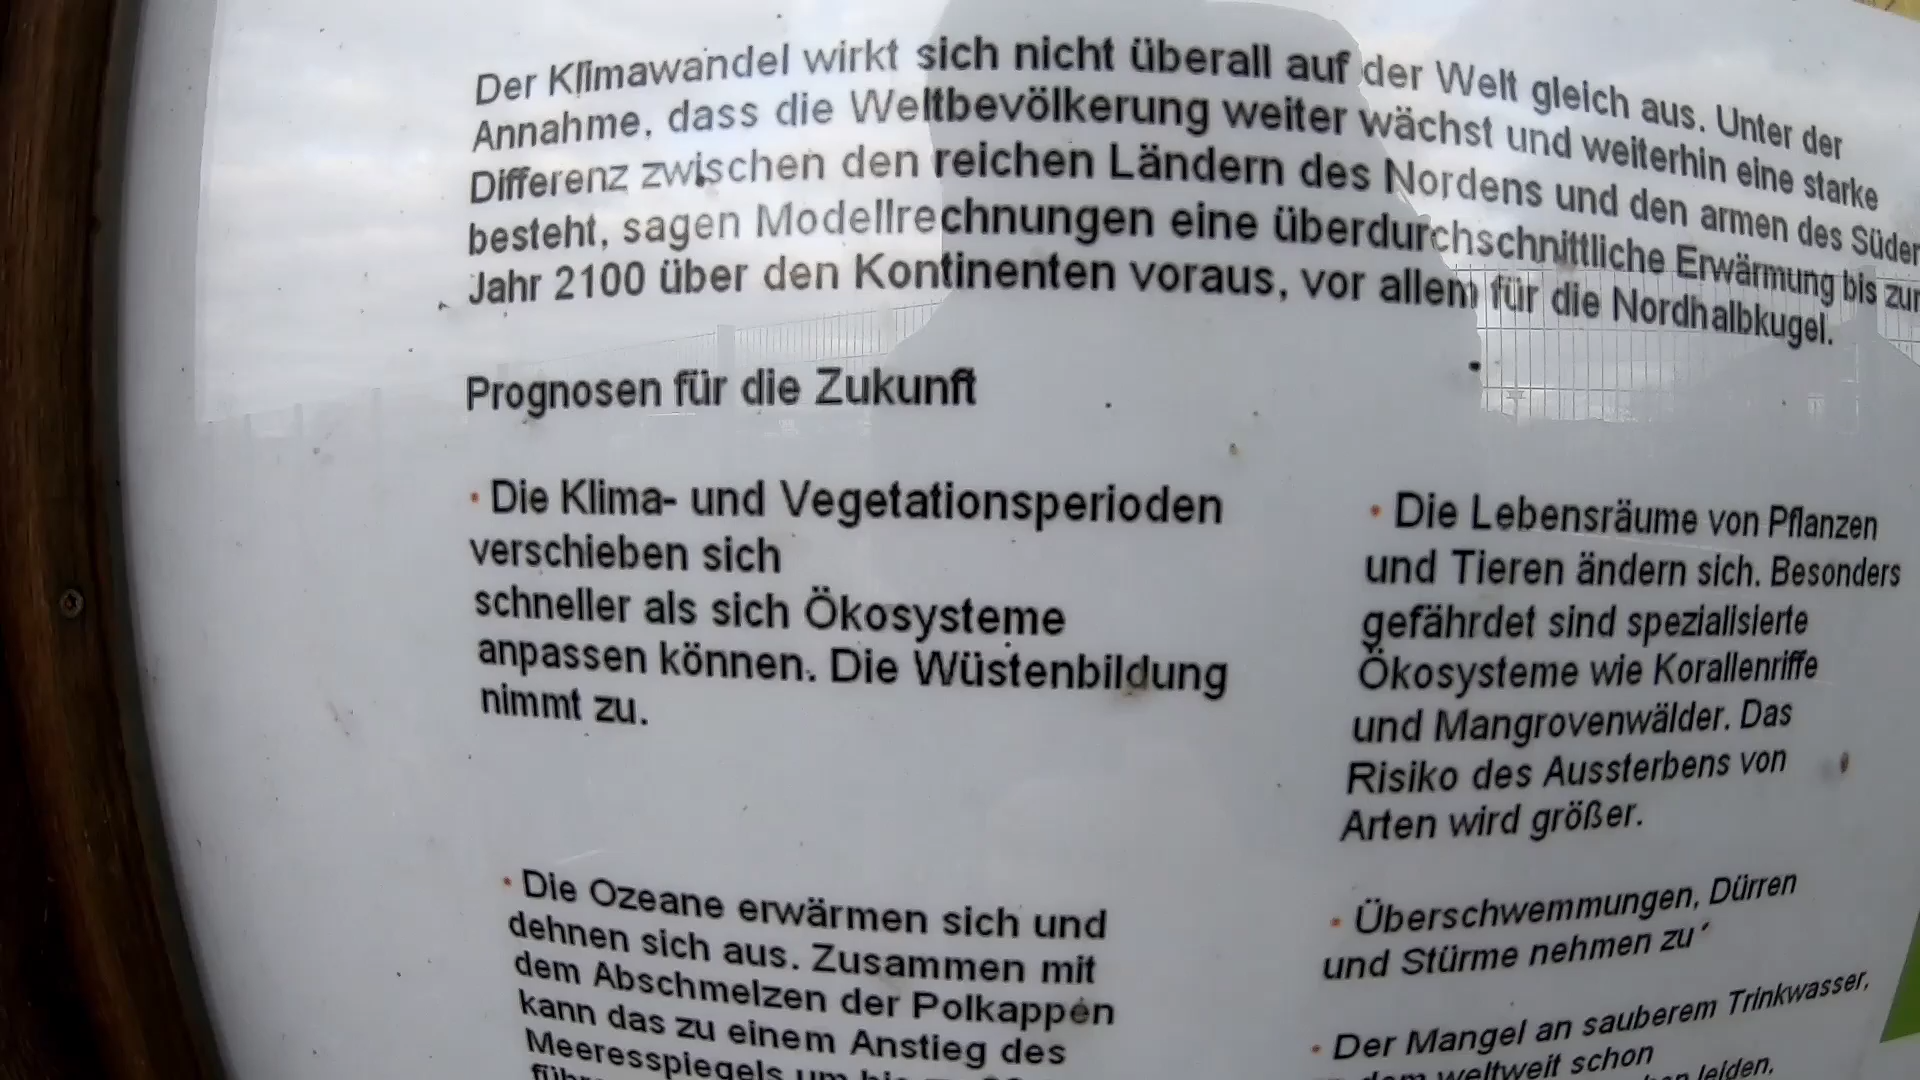 Der Klimawandel wirkt sich nicht überall auf der Welt gleich aus. Unter der
Annahme, dass die Weltbevölkerung weiter wächst und weiterhin eine starke
Differenz zwischen den reichen Ländern des Nordens und den armen des
besteht, sagen Modellrechnungen eine überdurchschnittliche Erwärmung bis
Jahr 2100 über den Kontinenten voraus, vor allem für die Nordhalbkugel.
Prognosen für die Zukunft
• Die Klima- und Vegetationsperioden
verschieben sich
schneller als sich Ökosysteme
anpassen können. Die Wüstenbildung
nimmt zu.
• Die Ozeane erwärmen sich und
dehnen sich aus. Zusammen mit
dem Abschmelzen der Polkappen
kann das zu einem Anstieg des
Meeresspiegels um
• Die Lebensräume von Pflanzen
und Tieren ändern sich. Besonders
gefährdet sind spezialisierte
Ökosysteme wie Korallenriffe
und Mangrovenwälder. Das
Risiko des Aussterbens von
Arten wird größer.
• Überschwemmungen, Dürren
und Stürme nehmen zu
• Der Mangel an sauberem Trinkwasser,
weltweit schon
leiden,